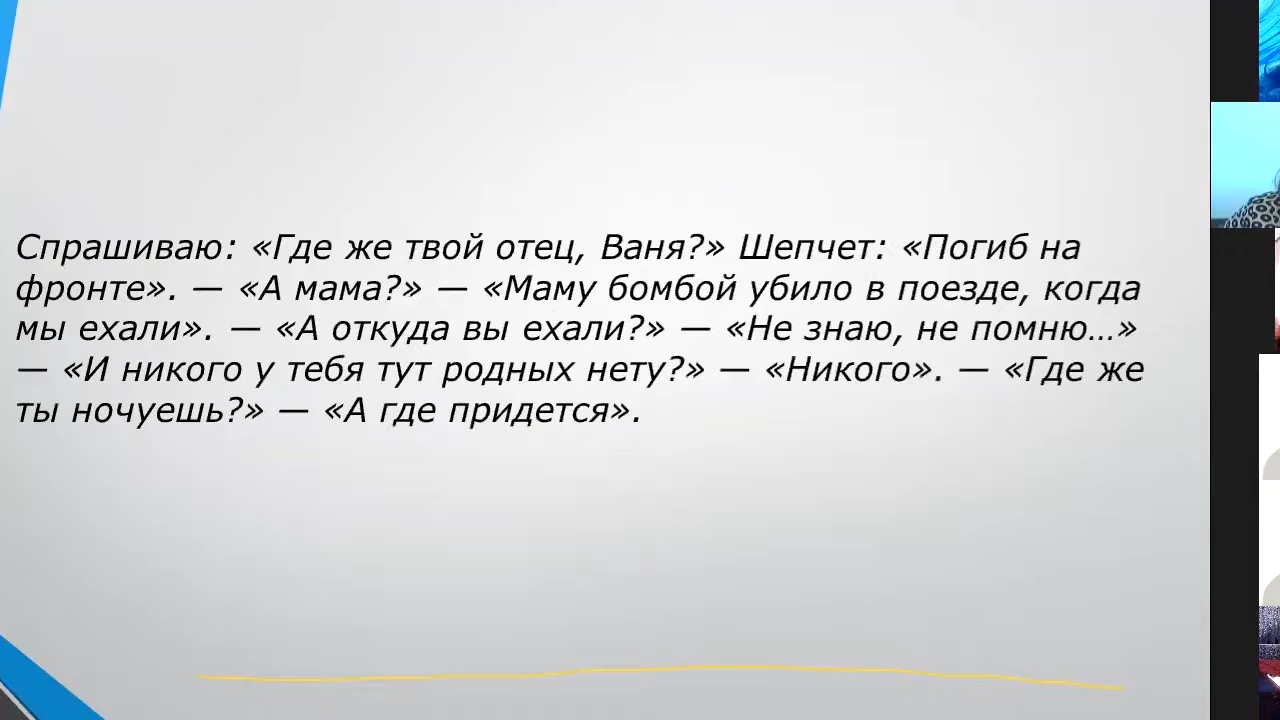 Спрашиваю: «Где же твой отец, Ваня?» Шепчет: «Погиб на
фронте». — «А мама?» — «Маму бомбой убило в поезде, когда
мы ехали». — «А откуда вы ехали?» — «Не знаю, не помню…»
— «И никого у тебя тут родных нету?» — «Никого». — «Где же
ты ночуешь?» — «А где придется».